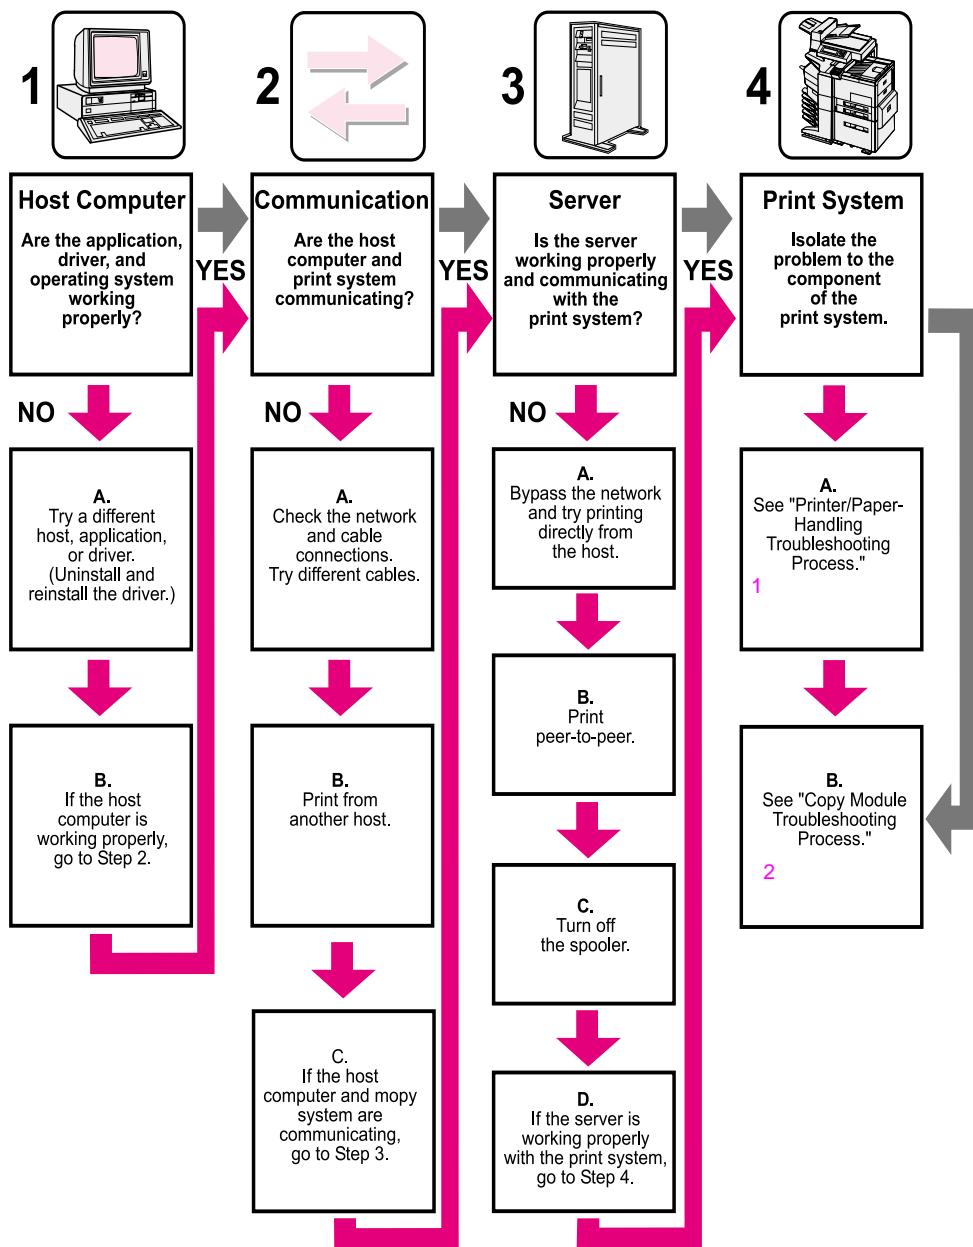 1
2
3
4
Host Computer
Are the application,
driver, and
operating system
working
properly?
YES
NO
A.
Try a different
host, application,
or driver.
(Uninstall and
reinstall the driver.)
B.
If the host
computer is
working properly,
go to Step 2.
Communication
Are the host
computer and
print system
communicating?
YES
NO
A.
Check the network
and cable
connections.
Try different cables.
B.
Print from
another host.
C.
If the host
computer and mopy
system are
communicating,
go to Step 3.
Server
Is the server
working properly
and communicating
with the
print system?
YES
NO
A.
Bypass the network
and try printing
directly from
the host.
B.
Print
peer-to-peer.
C.
Turn off
the spooler.
D.
If the server is
working properly
with the print system,
go to Step 4.
Print System
Isolate the
problem to the
component
of the
print system.
A.
See "Printer/Paper-
Handling
Troubleshooting
Process."
1
B.
See "Copy Module
Troubleshooting
Process."
2